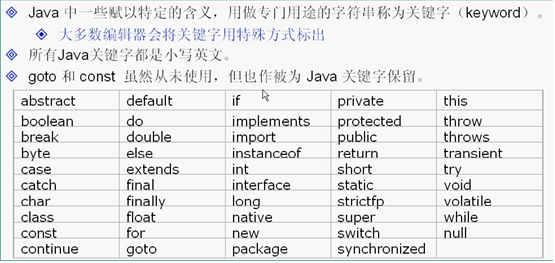 Java 中一些赋以特定的含义，用做专门用途的字符串称为关键字（keyword）。
大多数编辑器会将关键字用特殊方式标出
所有Java关键字都是小写英文。
goto 和 const 虽然从未使用，但也作被为 Java 关键字保留。
abstract default if private this
boolean do implements protected throw
break double import public throws
byte else instanceof return transient
case extends int short try
catch final interface static void
char finally long strictfp volatile
class float native super while
const for new switch null
continue goto package synchronized